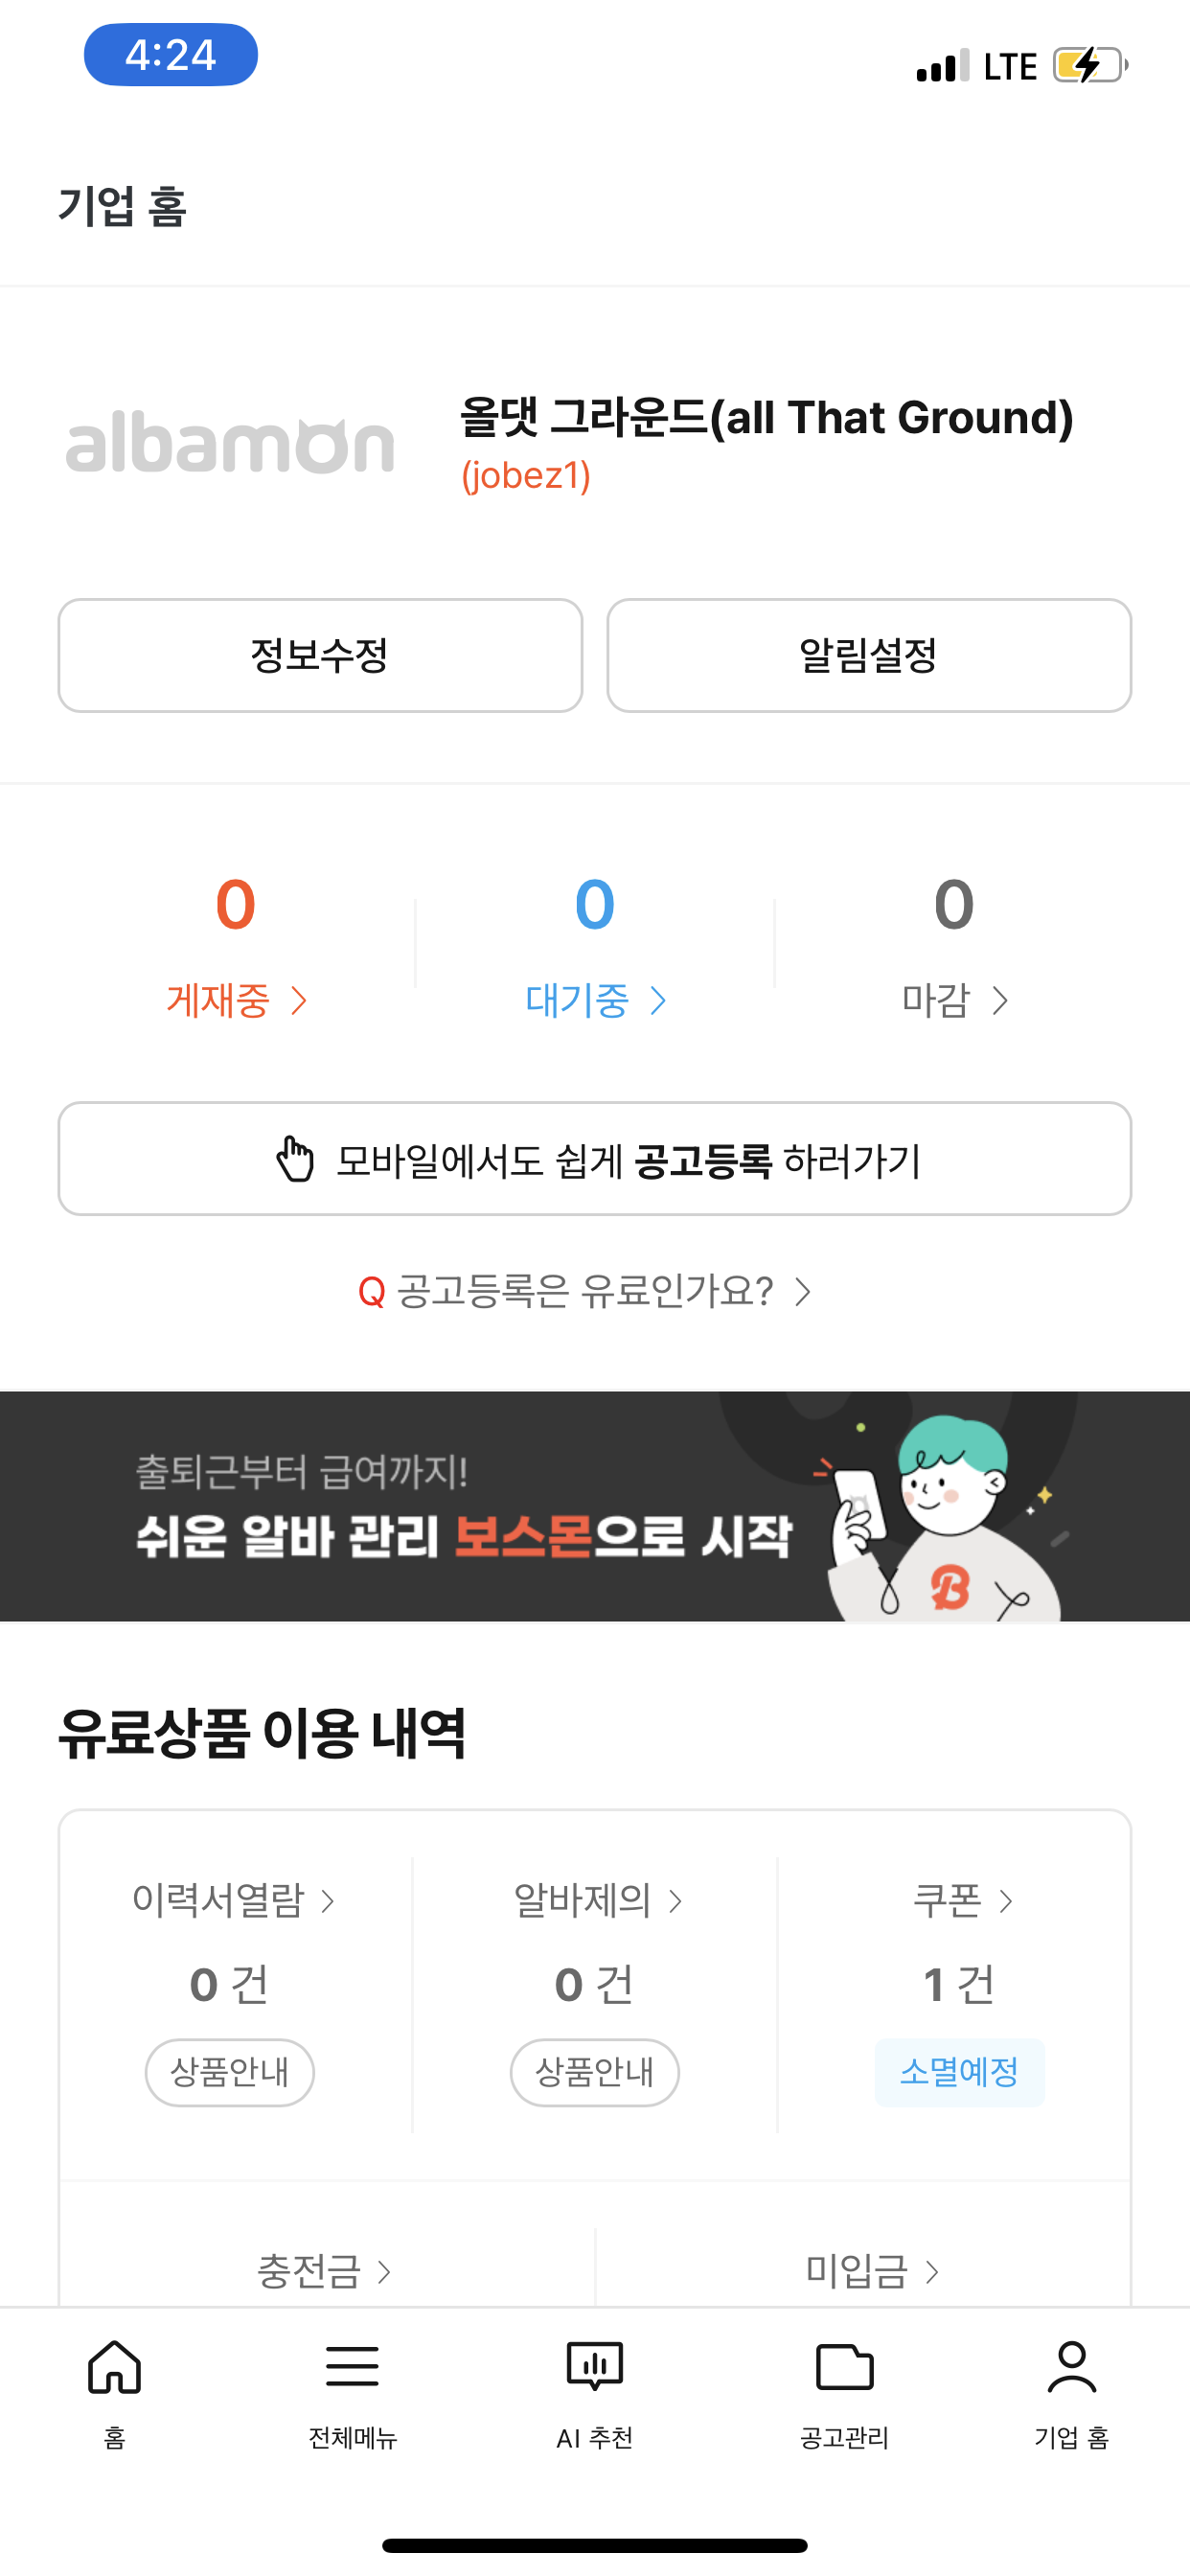 4:24
LTE
기업 홈
albamon
올댓 그라운드(all That Ground)
(jobez1)
정보수정
알림설정
0
0
0
게재중
대기중
마감
모바일에서도 쉽게 공고등록 하러가기
Q 공고등록은 유료인가요?
출퇴근부터 급여까지!
쉬운 알바 관리 보스몬으로 시작
B
유료상품 이용 내역
이력서열람
알바제의
쿠폰
0 건
0 건
1 건
상품안내
상품안내
소멸예정
충전금
미입금
홈
전체메뉴
AI 추천
공고관리
기업 홈